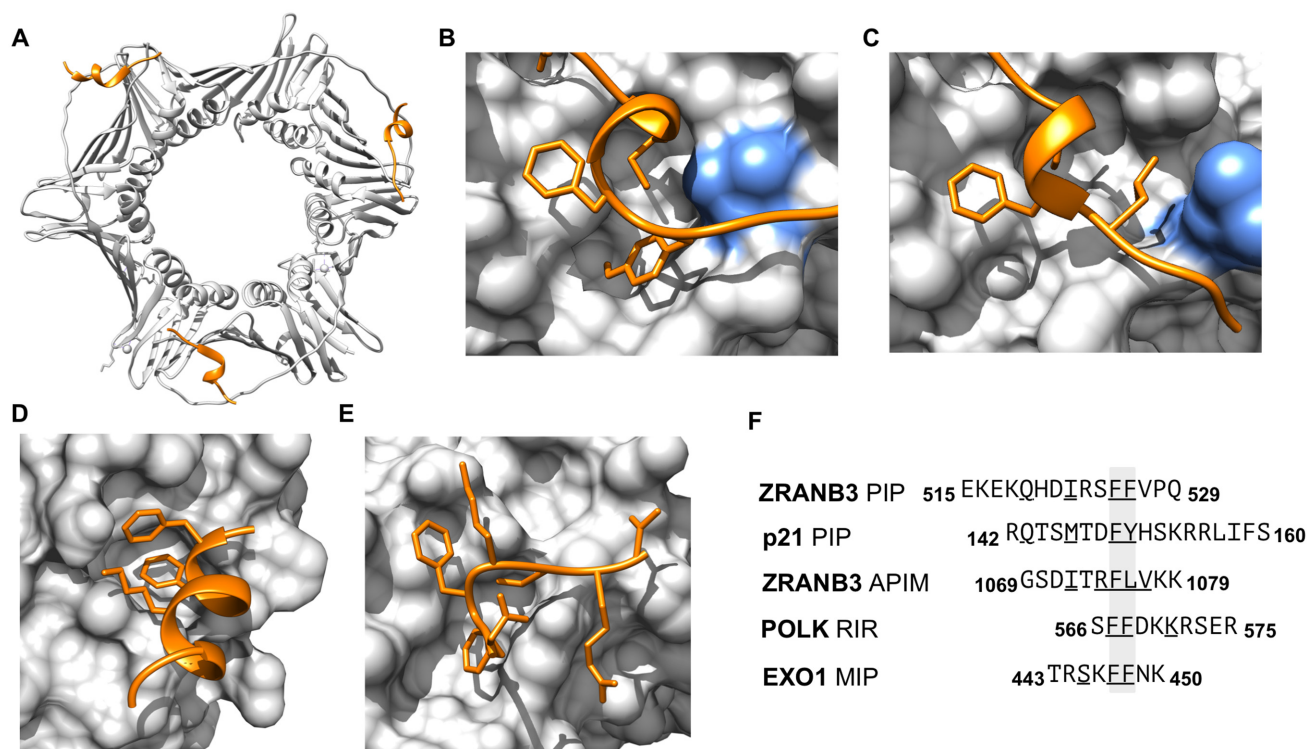 A
B
C
D
E
F
ZRANB3 PIP 515 EKEKQHDIRSFFVPQ 529
p21 PIP 142 RQTSMTDFYHSKRRLIFS 160
ZRANB3 APIM 1069 GSDITRFLVKK 1079
POLK RIR 566 SFFDKKRSER 575
EXO1 MIP 443 TRSKFFNK 450